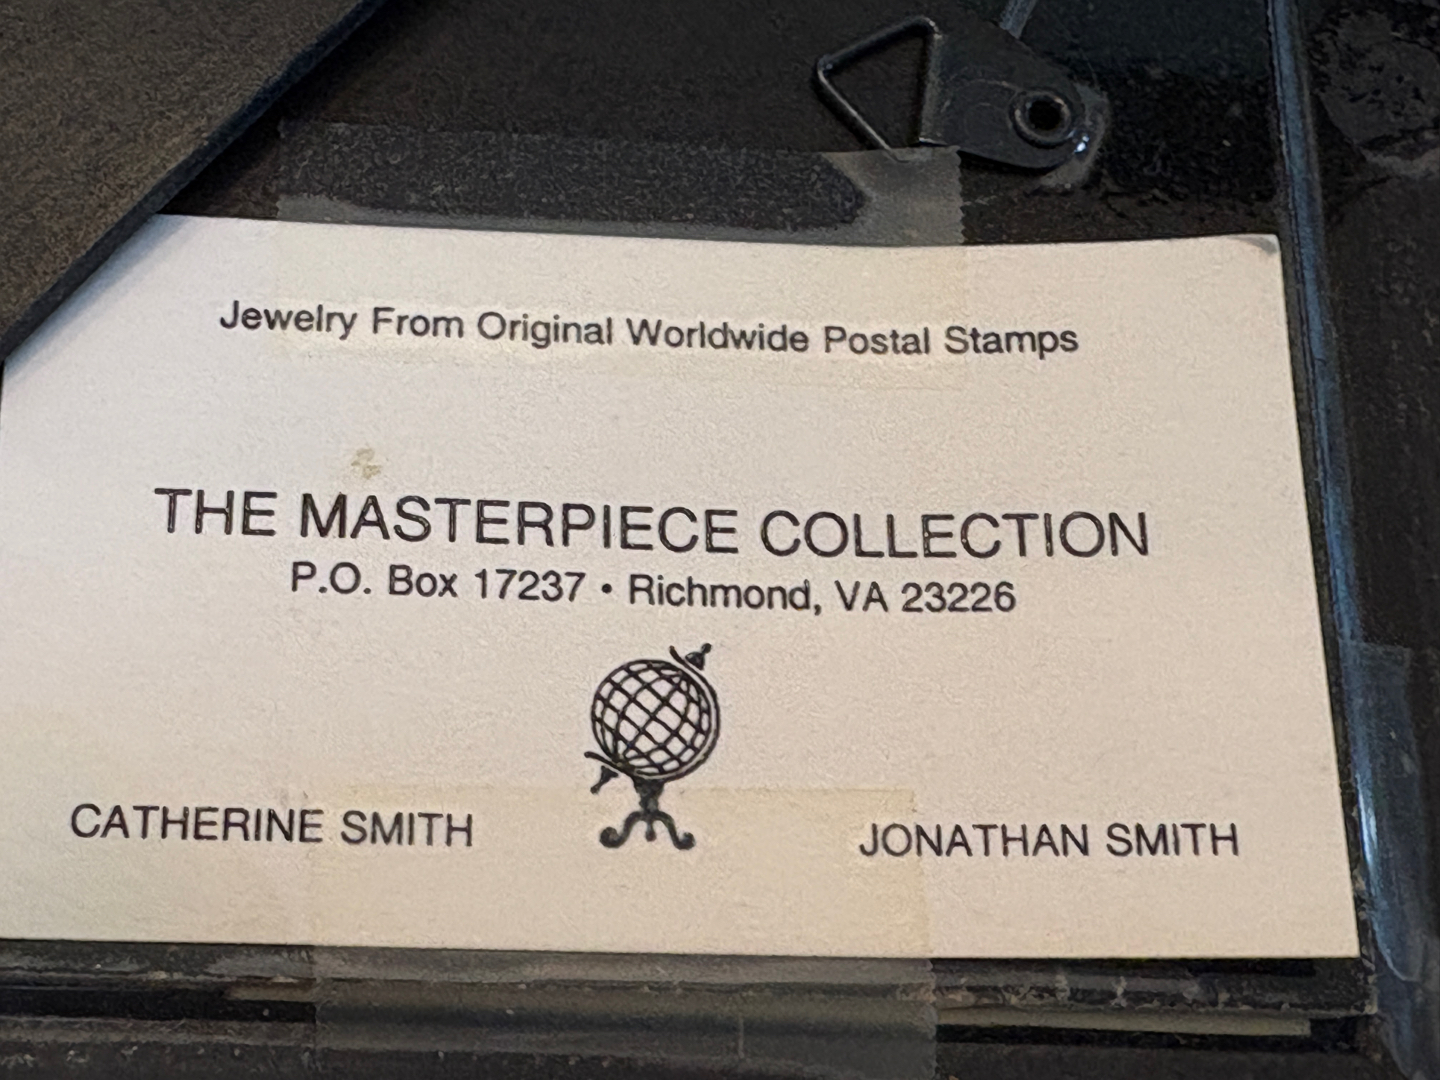 Jewelry From Original Worldwide Postal Stamps
THE MASTERPIECE COLLECTION
P.O. Box 17237 • Richmond, VA 23226
CATHERINE SMITH
JONATHAN SMITH